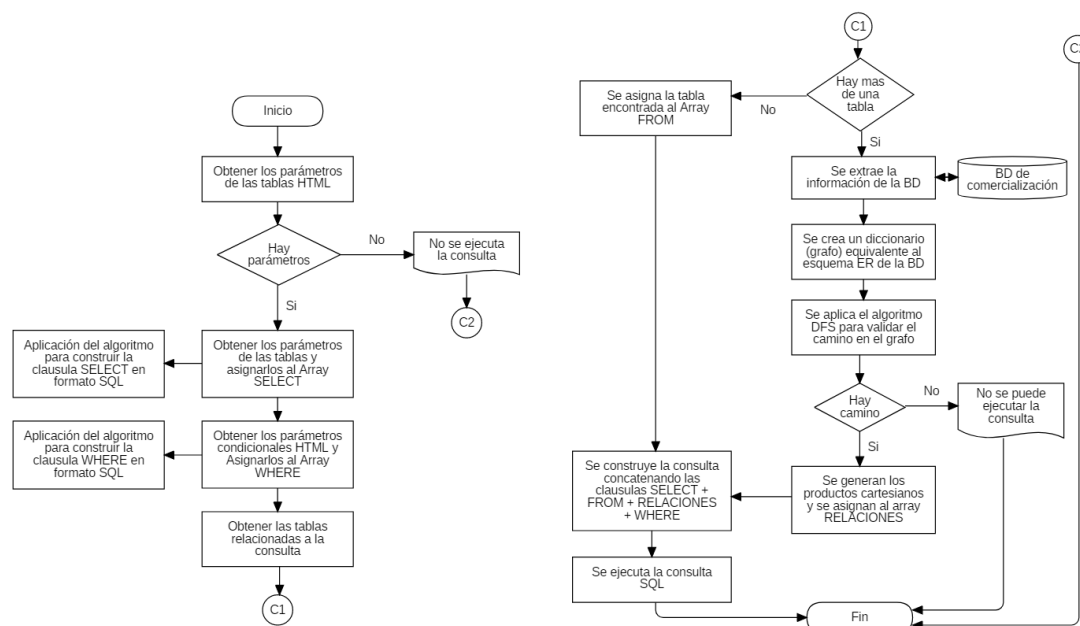 Inicio
Obtener los parámetros
de las tablas HTML
Hay
parámetros
No
No se ejecuta
la consulta
C2
Si
Obtener los parámetros
de las tablas y
asignarlos al Array
SELECT
Aplicación del algoritmo
para construir la
clausula SELECT en
formato SQL
Obtener los parámetros
condicionales HTML y
Asignarlos al Array
WHERE
Aplicación del algoritmo
para construir la
clausula WHERE en
formato SQL
Obtener las tablas
relacionadas a la
consulta
C1
C1
Hay mas
de una
tabla
No
Se asigna la tabla
encontrada al Array
FROM
Si
Se extrae la
información de la BD
BD de
comercialización
Se crea un diccionario
(grafo) equivalente al
esquema ER de la BD
Se aplica el algoritmo
DFS para validar el
camino en el grafo
Hay
camino
No
No se puede
ejecutar la
consulta
Si
Se generan los
productos cartesianos
y se asignan al array
RELACIONES
Se construye la consulta
concatenando las
clausulas SELECT +
FROM + RELACIONES
+ WHERE
Se ejecuta la consulta
SQL
Fin